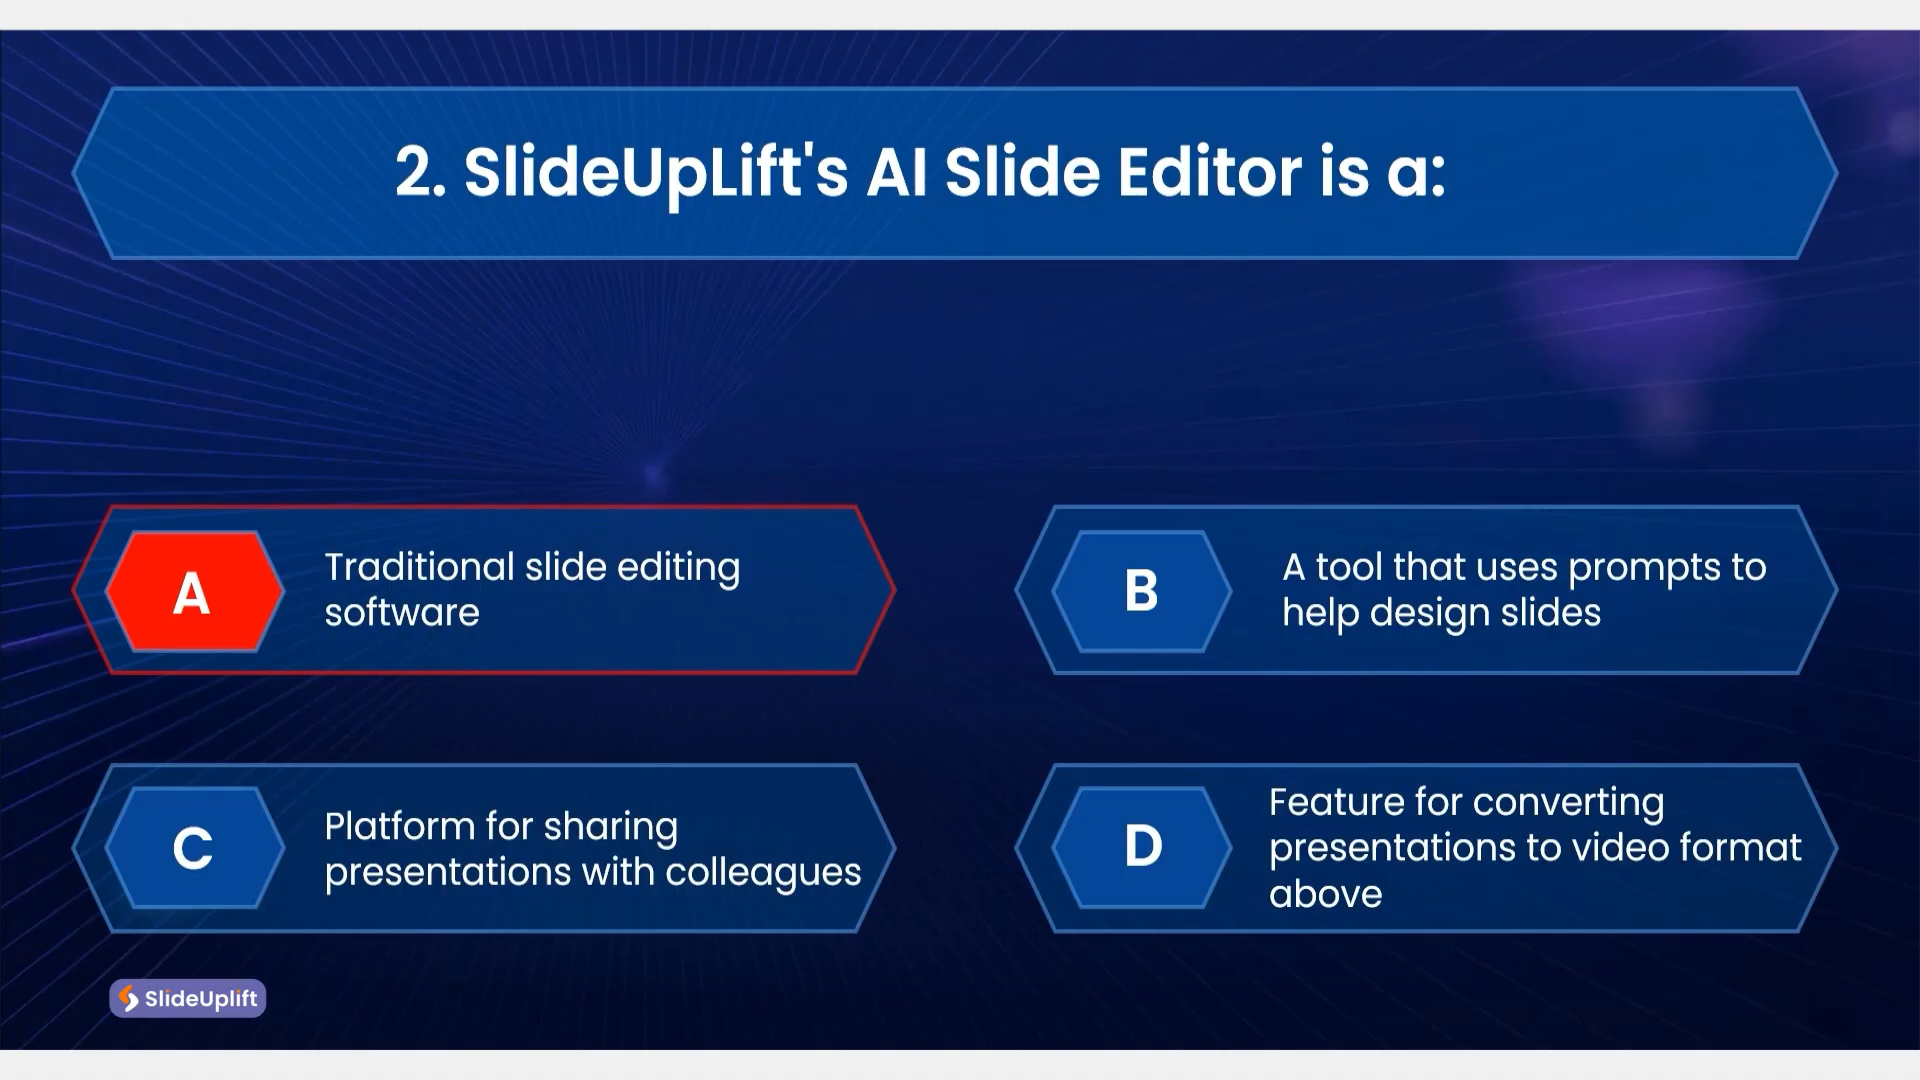 2. SlideUpLift's AI Slide Editor is a:
A
Traditional slide editing
software
B
A tool that uses prompts to
help design slides
C
Platform for sharing
presentations with colleagues
D
Feature for converting
presentations to video format
above
SlideUplift